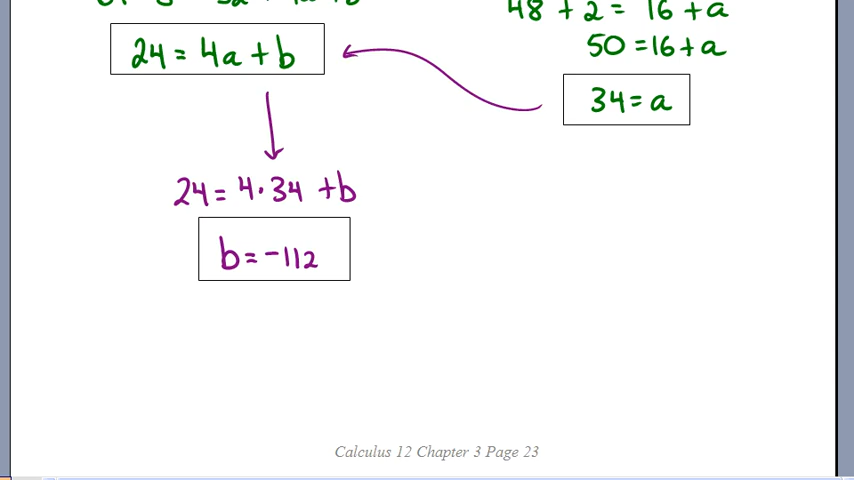 48 + 2 = 16 + a
50 = 16 + a
34 = a
24 = 4a + b
24 = 4·34 + b
b = -112
Calculus 12 Chapter 3 Page 23